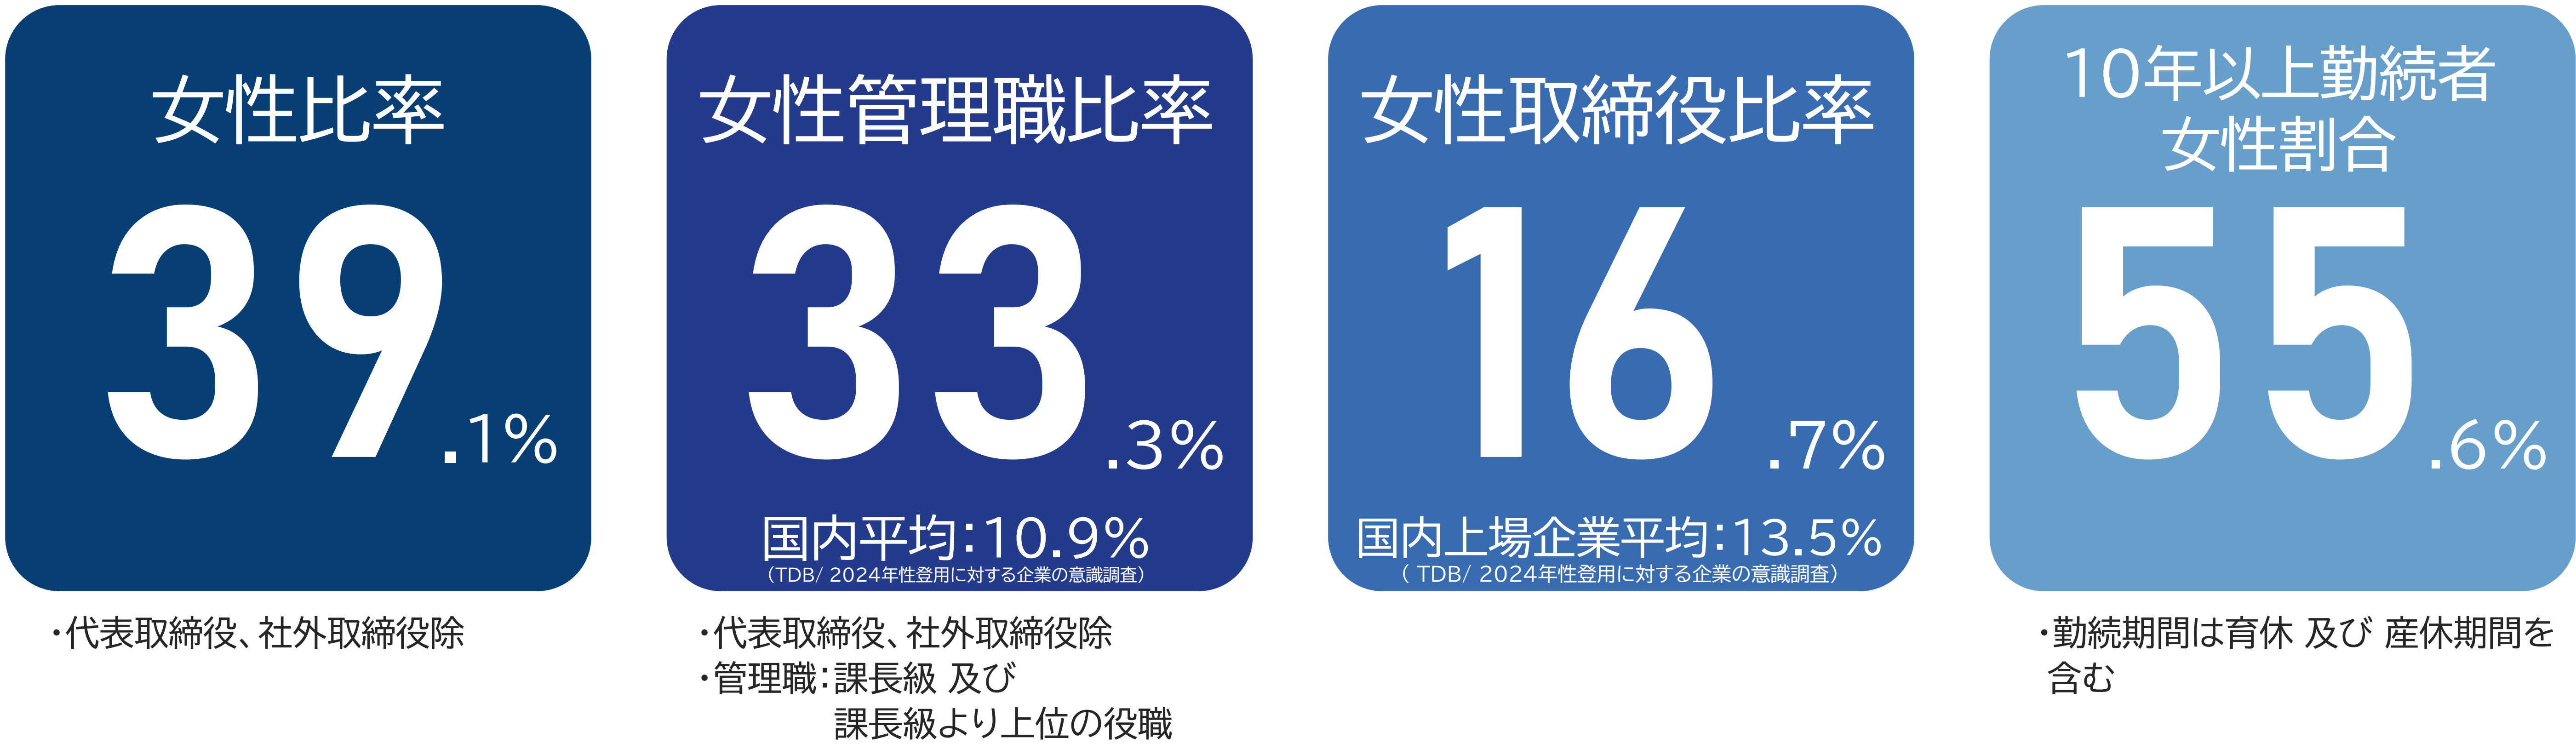 女性比率
39.1%
・代表取締役、社外取締役除
女性管理職比率
33.3%
国内平均：10.9%
（TDB/ 2024年性登用に対する企業の意識調査）
・代表取締役、社外取締役除
・管理職：課長級 及び
課長級より上位の役職
女性取締役比率
16.7%
国内上場企業平均：13.5%
（ TDB/ 2024年性登用に対する企業の意識調査）
10年以上勤続者
女性割合
55.6%
・勤続期間は育休 及び 産休期間を
含む